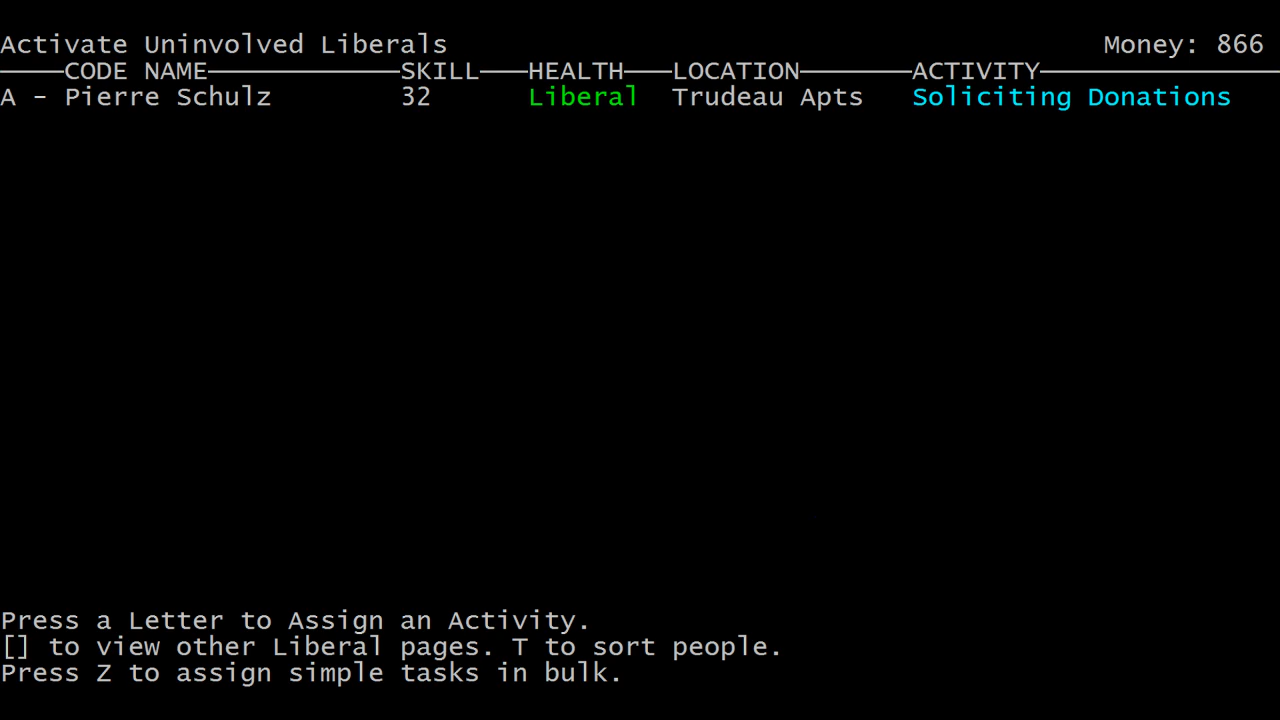 Activate Uninvolved Liberals Money: 866
————CODE NAME————————————SKILL———HEALTH———LOCATION———————ACTIVITY———————————————
A - Pierre Schulz 32 Liberal Trudeau Apts Soliciting Donations
Press a Letter to Assign an Activity.
[] to view other Liberal pages. T to sort people.
Press Z to assign simple tasks in bulk.